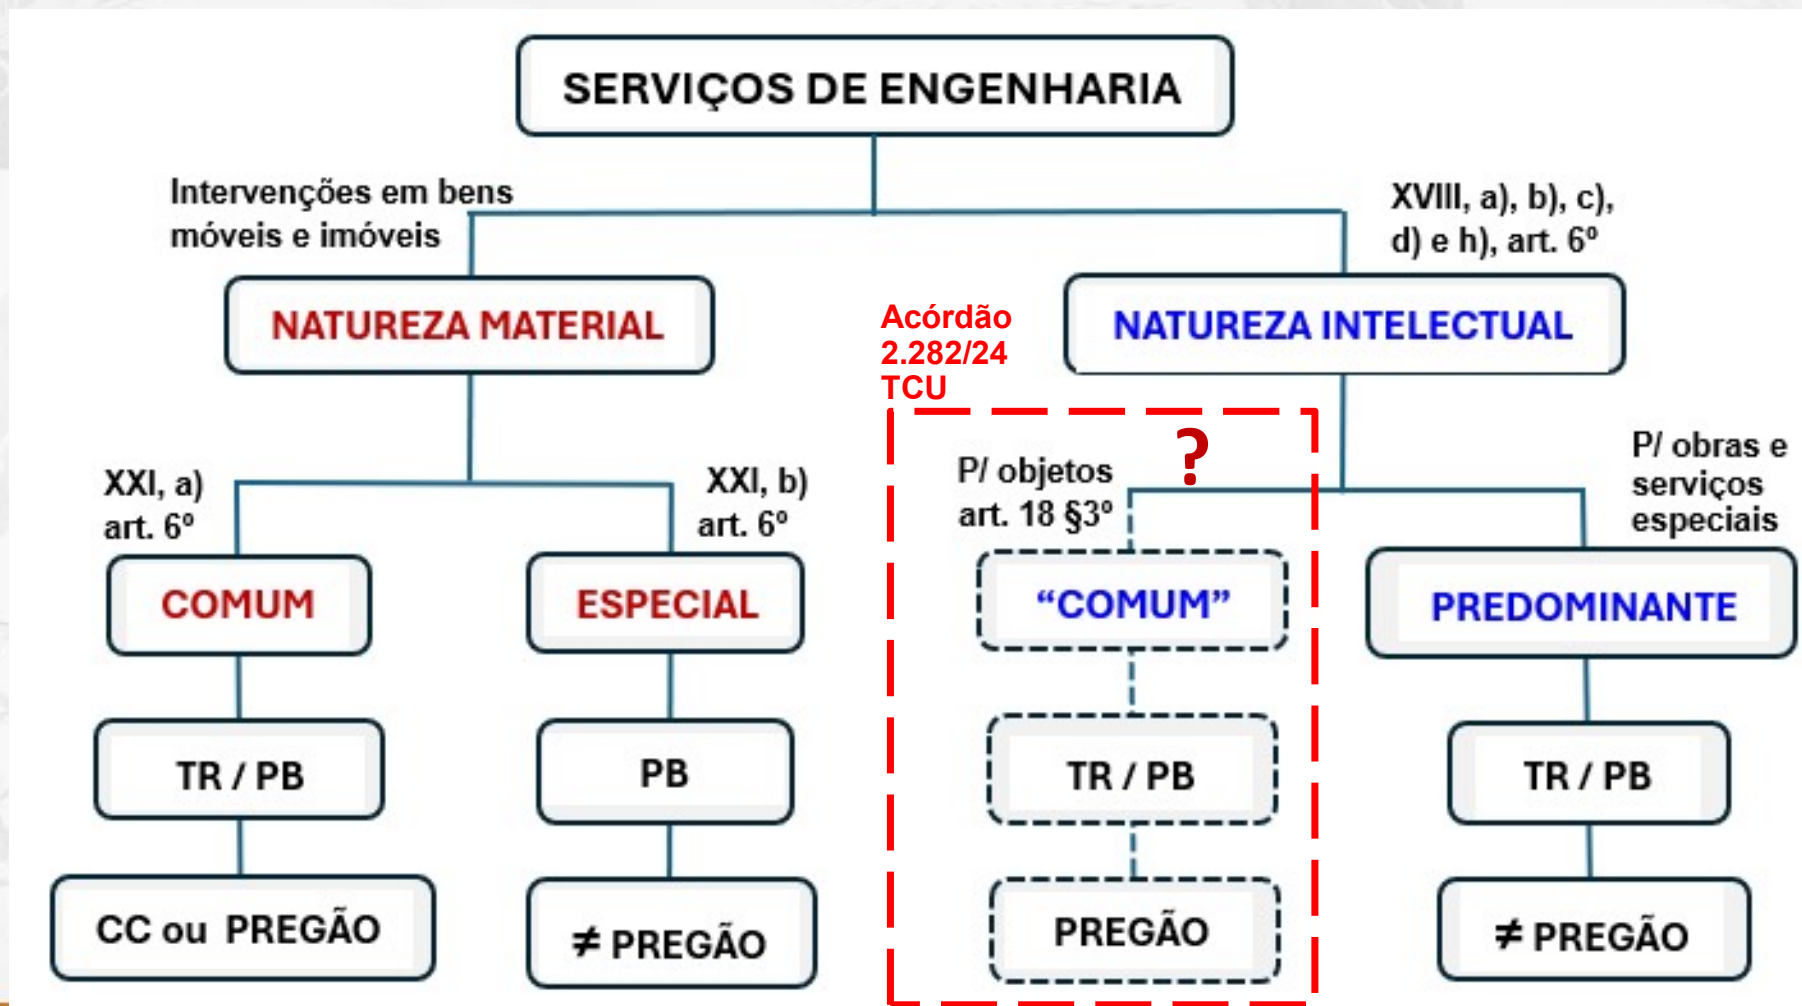 SERVIÇOS DE ENGENHARIA
Intervenções em bens
móveis e imóveis
XVIII, a), b), c),
d) e h), art. 6º
NATUREZA MATERIAL
Acórdão
2.282/24
TCU
NATUREZA INTELECTUAL
XXI, a)
art. 6º
XXI, b)
art. 6º
P/ objetos
art. 18 §3º
?
P/ obras e
serviços
especiais
COMUM
ESPECIAL
“COMUM”
PREDOMINANTE
TR / PB
PB
TR / PB
TR / PB
CC ou PREGÃO
≠ PREGÃO
PREGÃO
≠ PREGÃO